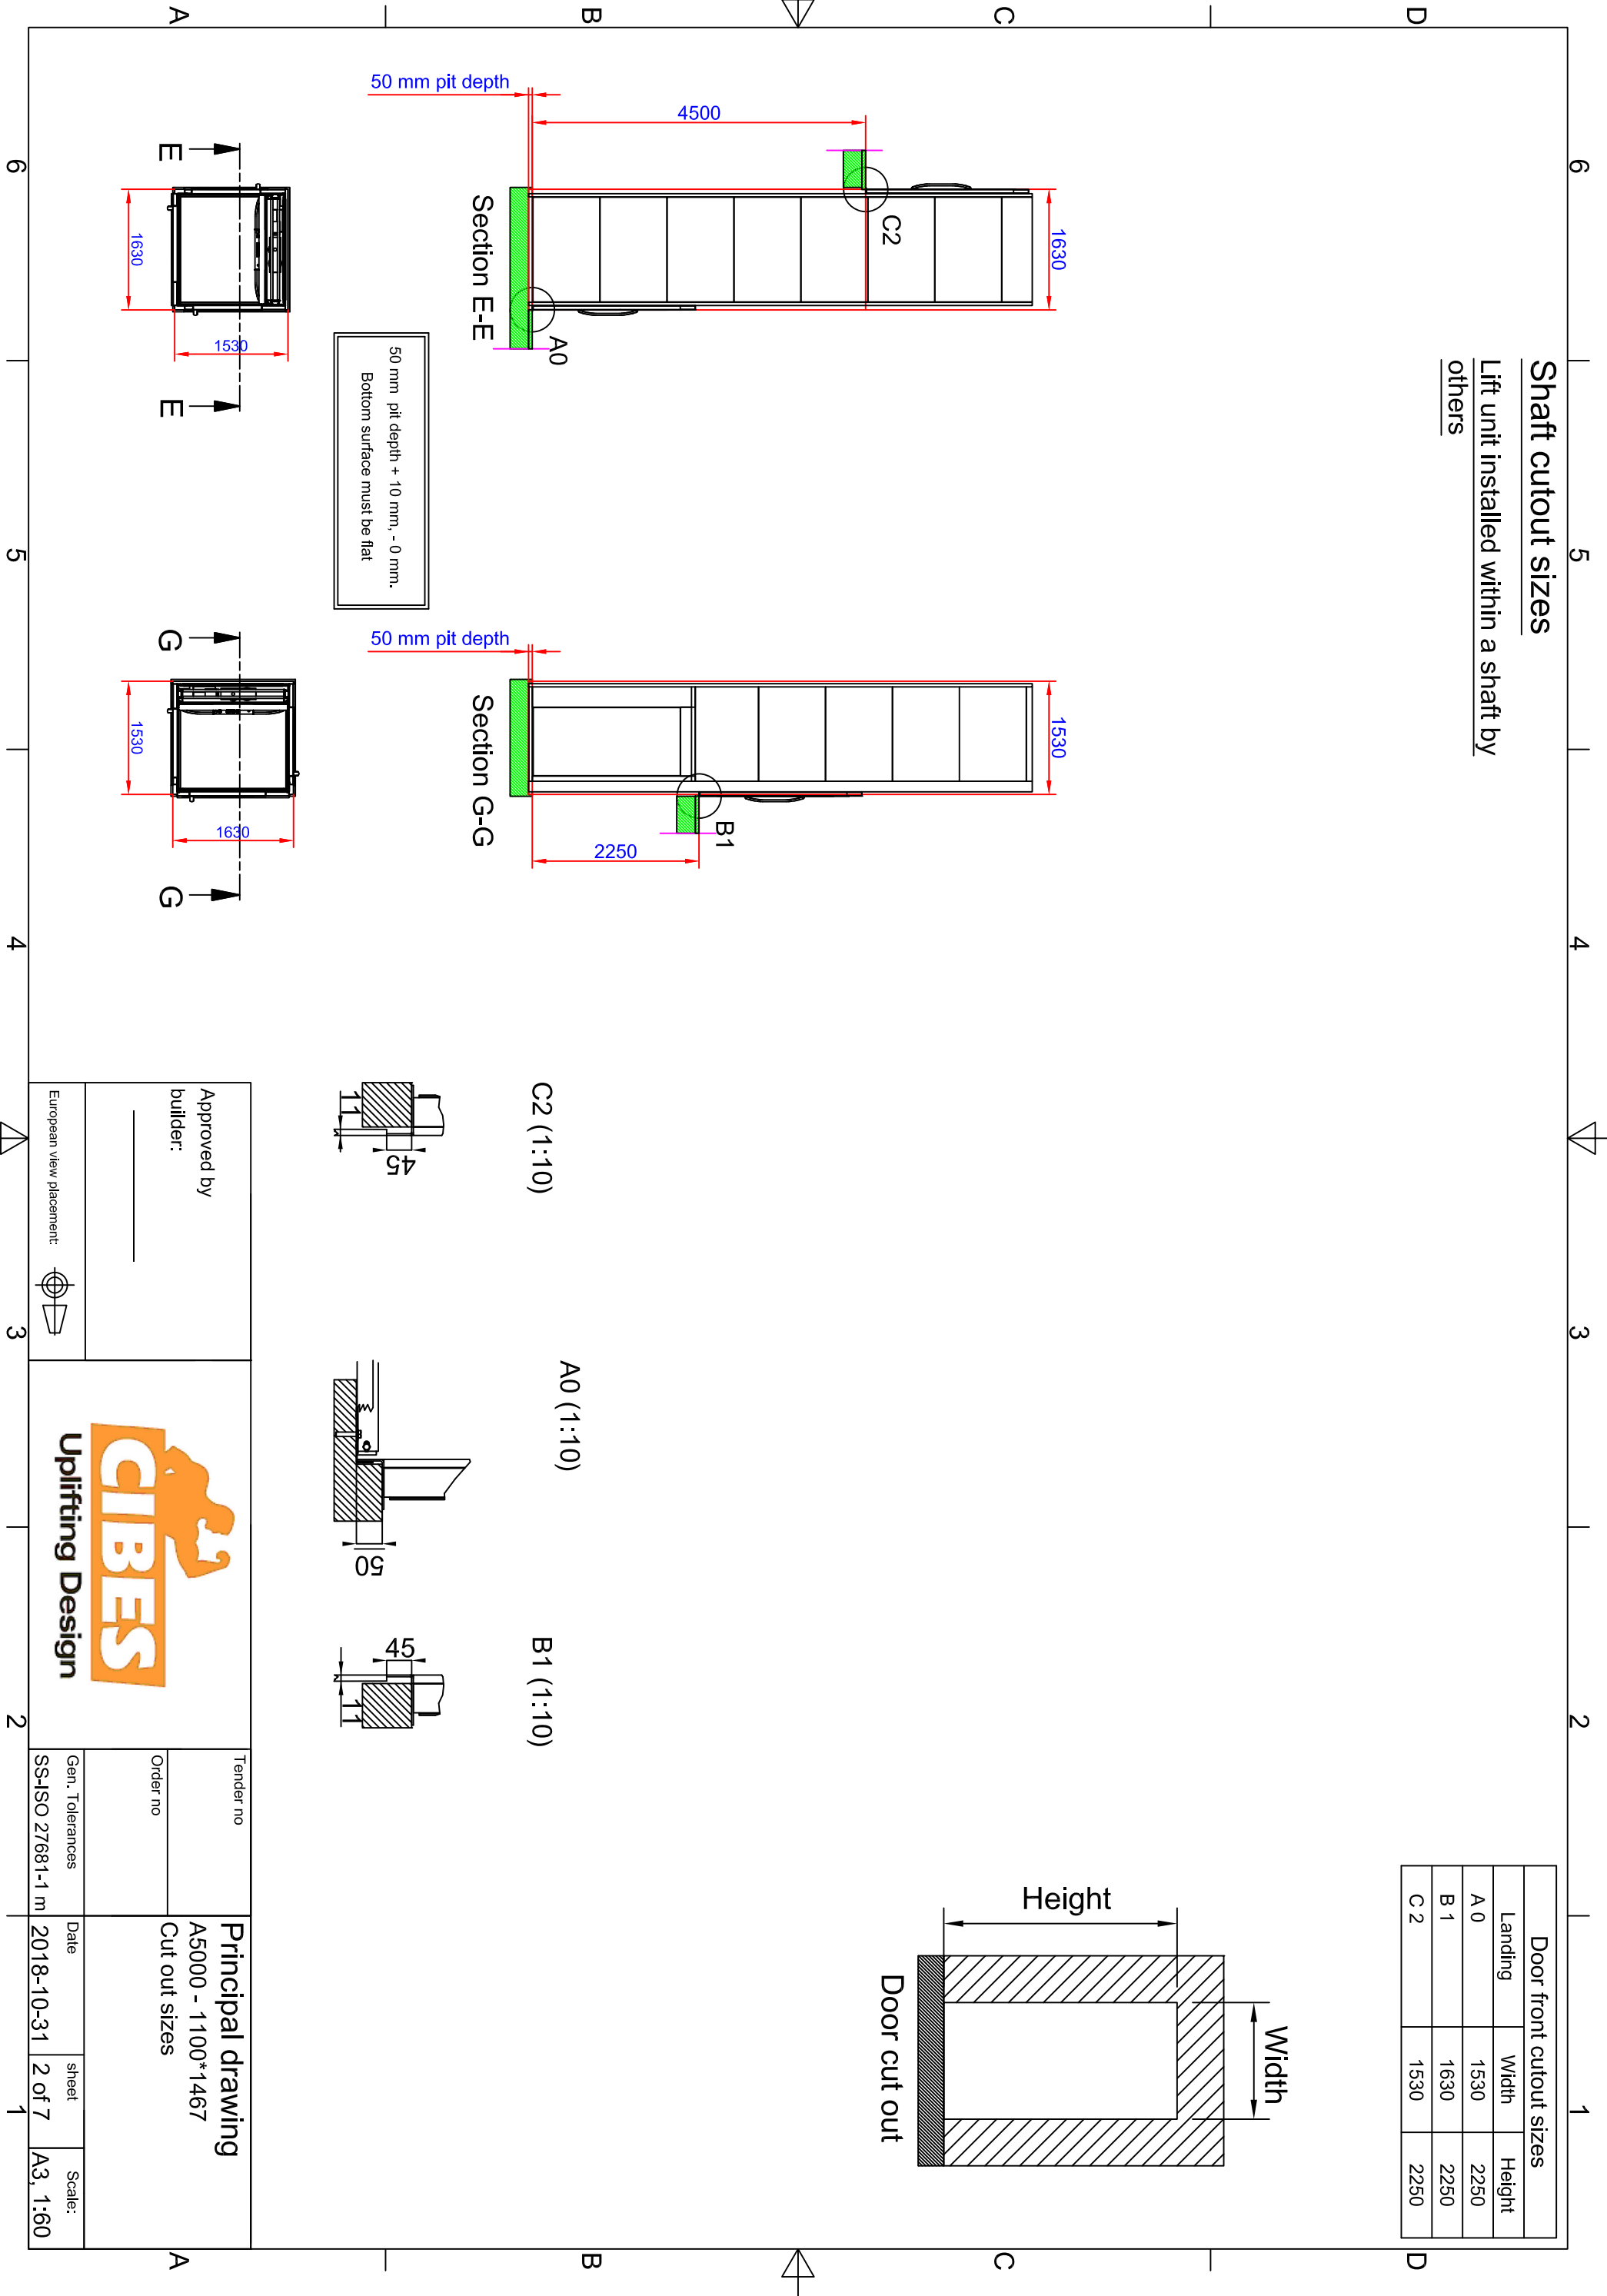 Shaft cutout sizes
Lift unit installed within a shaft by
others
Door front cutout sizes
Landing Width Height
A 0 1530 2250
B 1 1630 2250
C 2 1530 2250
6 5 4 3 2 1
D
C
B
A
D
C
B
A
1630
C2
4500
50 mm pit depth
A0
Section E-E
1530
B1
2250
50 mm pit depth
Section G-G
Width
Height
Door cut out
50 mm pit depth + 10 mm, - 0 mm.
Bottom surface must be flat
C2 (1:10)
45
11
A0 (1:10)
50
B1 (1:10)
45
11
E E
1630
1530
G G
1530
1630
Approved by
builder:
European view placement:
CIBES
Uplifting Design
Tender no
Order no
Gen. Tolerances
SS-ISO 27681-1 m
Principal drawing
A5000 - 1100*1467
Cut out sizes
Date
2018-10-31
sheet
2 of 7
Scale:
A3, 1:60
6 5 4 3 2 1